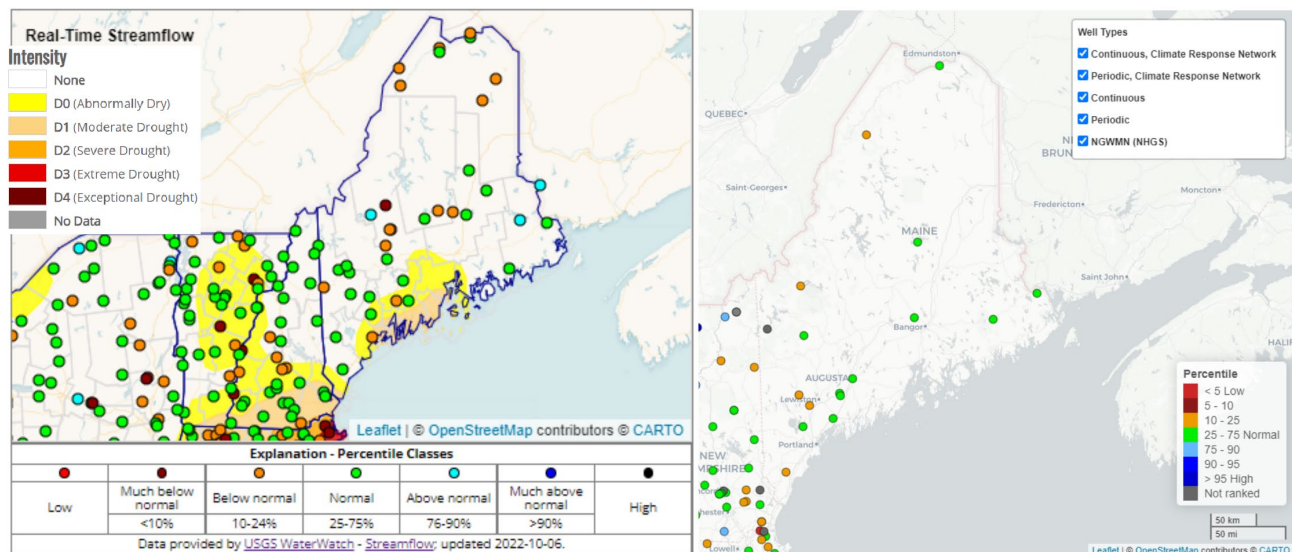 Real-Time Streamflow
Intensity
None
D0 (Abnormally Dry)
D1 (Moderate Drought)
D2 (Severe Drought)
D3 (Extreme Drought)
D4 (Exceptional Drought)
No Data
Leaflet | © OpenStreetMap contributors © CARTO
Explanation - Percentile Classes
Low
Much below normal
Below normal
Normal
Above normal
Much above normal
High
<10%
10-24%
25-75%
76-90%
>90%
Data provided by USGS WaterWatch - Streamflow; updated 2022-10-06.
Well Types
Continuous, Climate Response Network
Periodic, Climate Response Network
Continuous
Periodic
NGWMN (NHGS)
Edmundston
QUEBEC
Saint-Georges
Fredericton
Moncton
MAINE
Saint John
Bangor
AUGUSTA
Lewiston
Portland
NEW
Lowell
Percentile
< 5 Low
5 - 10
10 - 25
25 - 75 Normal
75 - 90
90 - 95
> 95 High
Not ranked
50 km
50 mi
Leaflet | © OpenStreetMap contributors © CARTO